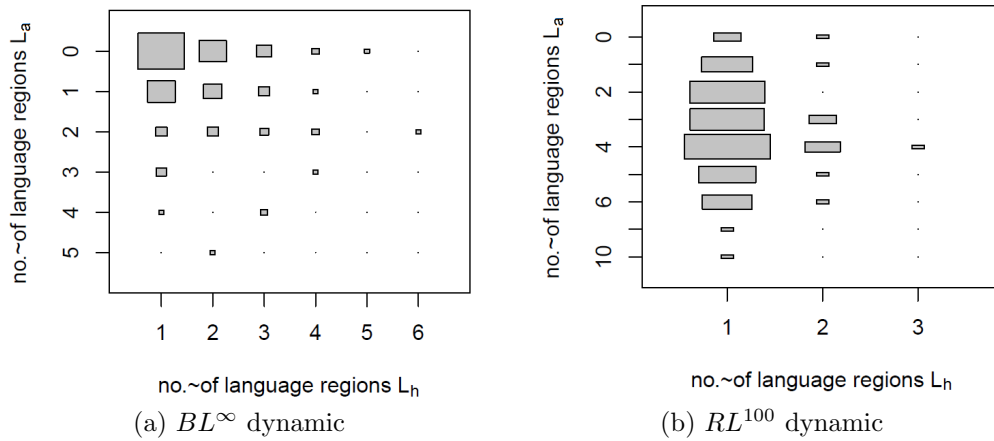 no.~of language regions L_a
0
1
2
3
4
5
1 2 3 4 5 6
no.~of language regions L_h
(a) BL^∞ dynamic
no.~of language regions L_a
0
2
4
6
10
1 2 3
no.~of language regions L_h
(b) RL^100 dynamic